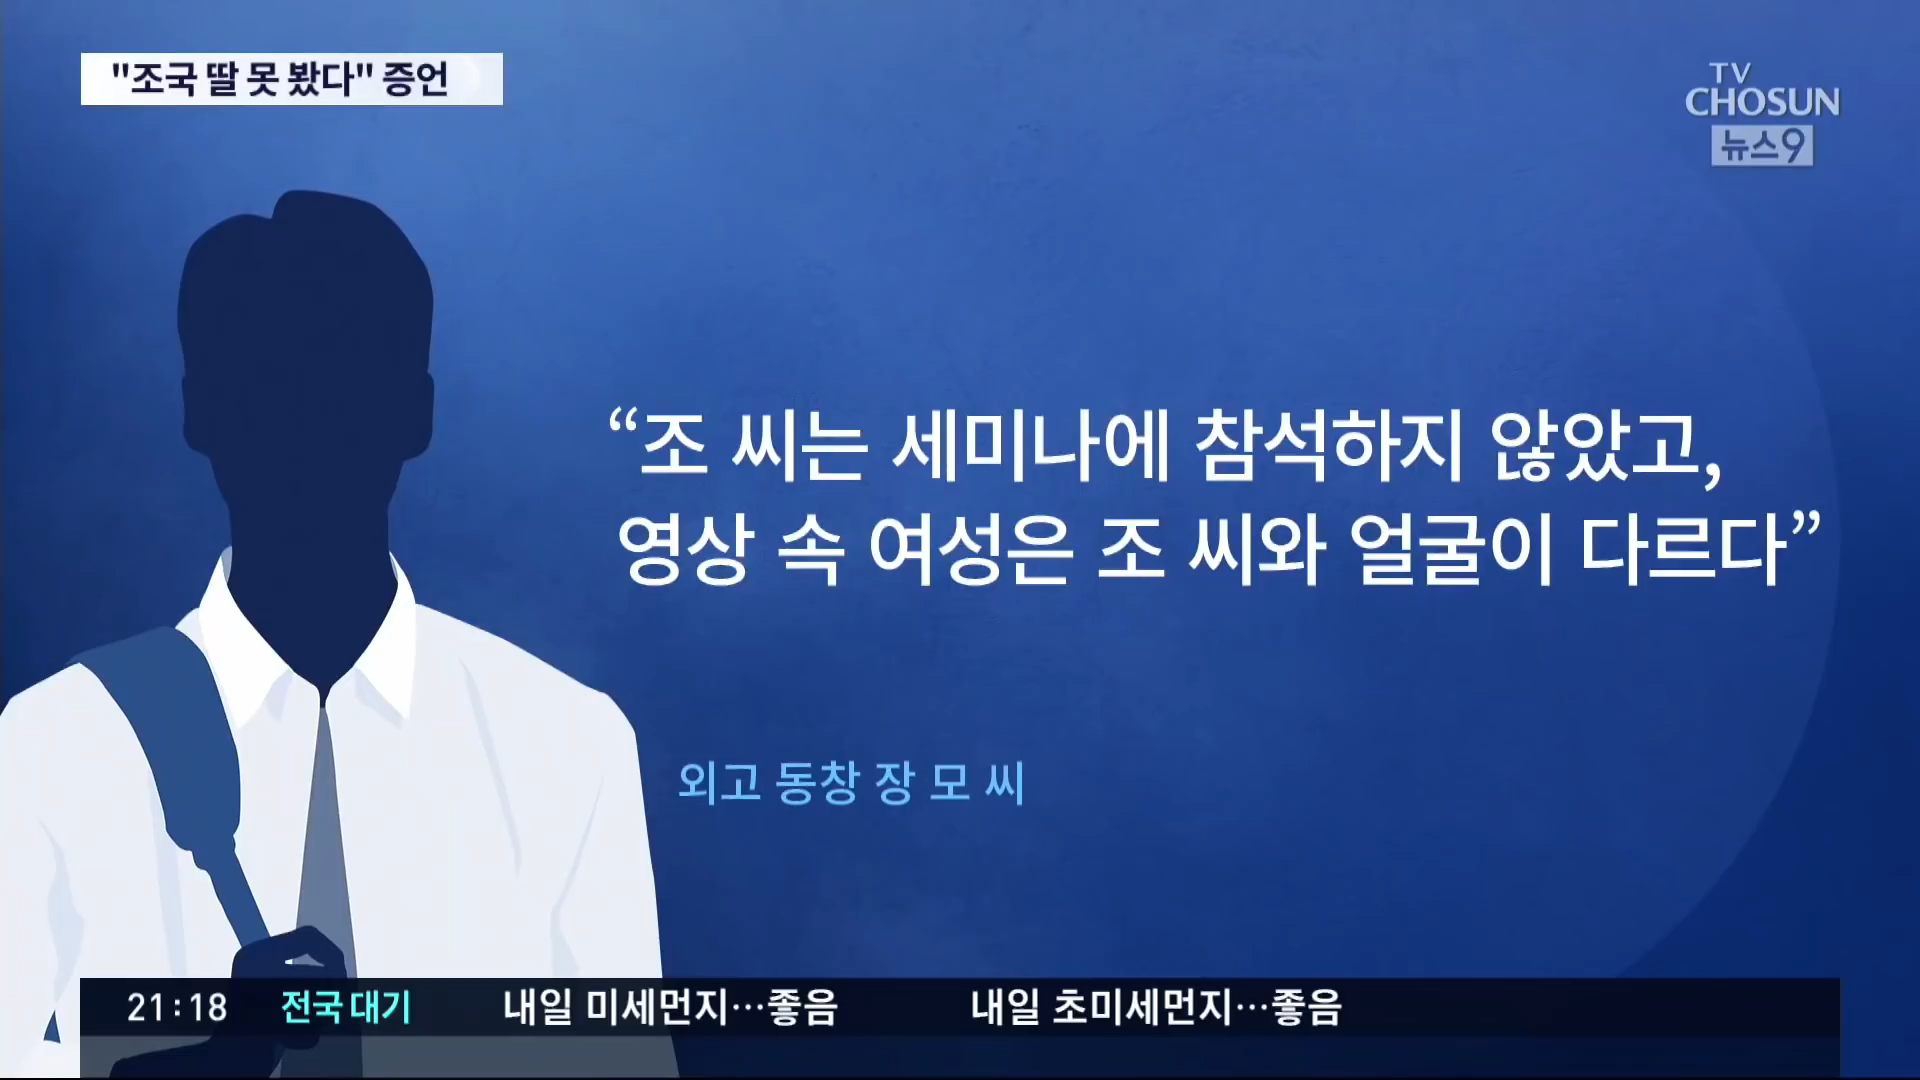 "조국 딸 못 봤다" 증언
TV
CHOSUN
뉴스9
“조 씨는 세미나에 참석하지 않았고,
영상 속 여성은 조 씨와 얼굴이 다르다”
외고 동창 장 모 씨
21:18 전국 대기 내일 미세먼지…좋음 내일 초미세먼지…좋음